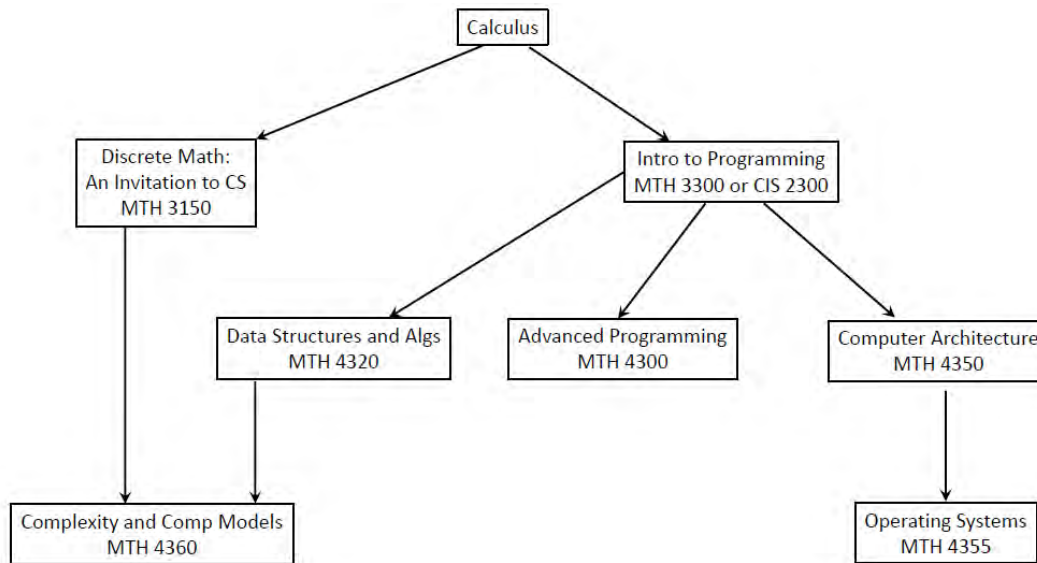 Calculus
Discrete Math:
An Invitation to CS
MTH 3150
Intro to Programming
MTH 3300 or CIS 2300
Data Structures and Algs
MTH 4320
Advanced Programming
MTH 4300
Computer Architecture
MTH 4350
Complexity and Comp Models
MTH 4360
Operating Systems
MTH 4355